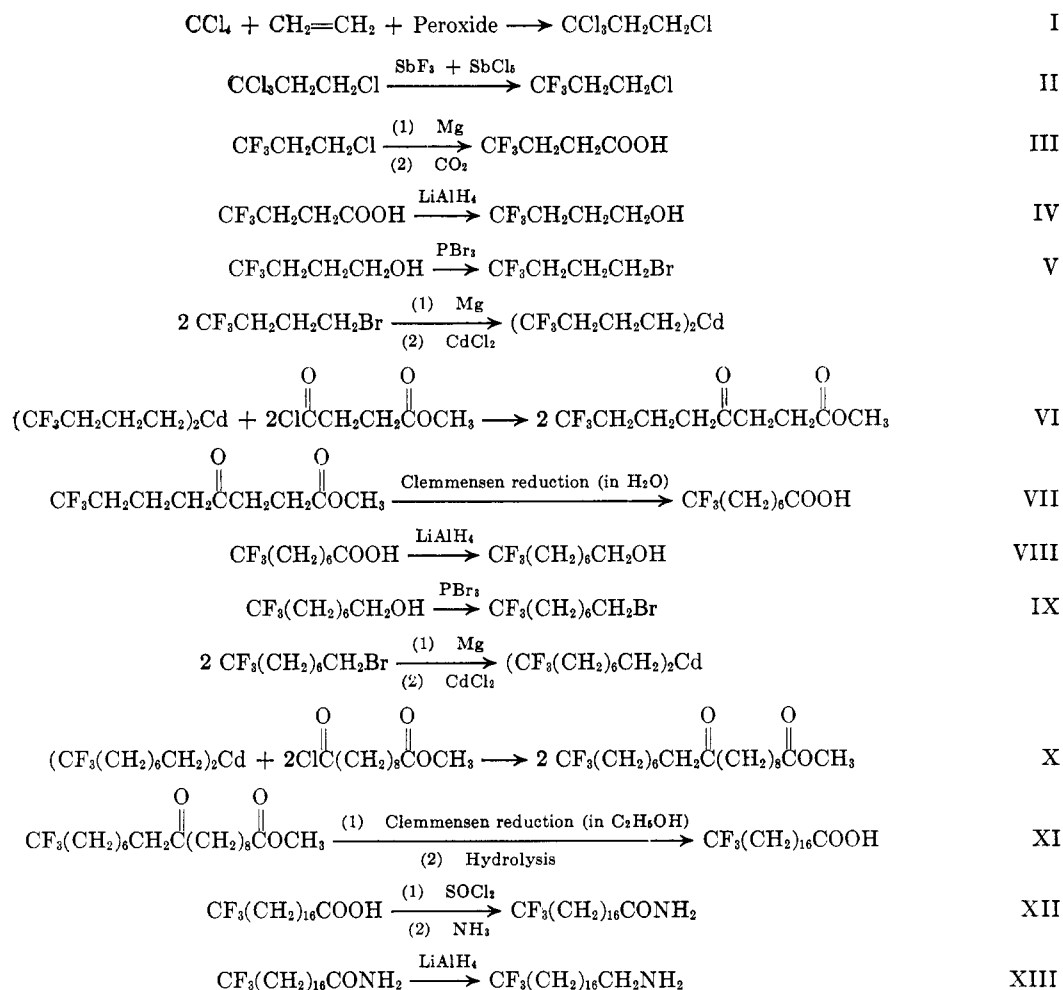 CCl₄ + CH₂=CH₂ + Peroxide ⟶ CCl₃CH₂CH₂Cl I
SbF₃ + SbCl₅
CCl₃CH₂CH₂Cl ⟶ CF₃CH₂CH₂Cl II
(1) Mg
CF₃CH₂CH₂Cl ⟶ CF₃CH₂CH₂COOH III
(2) CO₂
LiAlH₄
CF₃CH₂CH₂COOH ⟶ CF₃CH₂CH₂CH₂OH IV
PBr₃
CF₃CH₂CH₂CH₂OH ⟶ CF₃CH₂CH₂CH₂Br V
(1) Mg
2 CF₃CH₂CH₂CH₂Br ⟶ (CF₃CH₂CH₂CH₂)₂Cd
(2) CdCl₂
O O O O
(CF₃CH₂CH₂CH₂)₂Cd + 2ClCCH₂CH₂COCH₃ ⟶ 2 CF₃CH₂CH₂CH₂CCH₂CH₂COCH₃ VI
O O
Clemmensen reduction (in H₂O)
CF₃CH₂CH₂CH₂CCH₂CH₂COCH₃ ⟶ CF₃(CH₂)₆COOH VII
LiAlH₄
CF₃(CH₂)₆COOH ⟶ CF₃(CH₂)₆CH₂OH VIII
PBr₃
CF₃(CH₂)₆CH₂OH ⟶ CF₃(CH₂)₆CH₂Br IX
(1) Mg
2 CF₃(CH₂)₆CH₂Br ⟶ (CF₃(CH₂)₆CH₂)₂Cd
(2) CdCl₂
O O O O
(CF₃(CH₂)₆CH₂)₂Cd + 2ClC(CH₂)₈COCH₃ ⟶ 2 CF₃(CH₂)₆CH₂C(CH₂)₈COCH₃ X
O O
(1) Clemmensen reduction (in C₂H₅OH)
CF₃(CH₂)₆CH₂C(CH₂)₈COCH₃ ⟶ CF₃(CH₂)₁₆COOH XI
(2) Hydrolysis
(1) SOCl₂
CF₃(CH₂)₁₆COOH ⟶ CF₃(CH₂)₁₆CONH₂ XII
(2) NH₃
LiAlH₄
CF₃(CH₂)₁₆CONH₂ ⟶ CF₃(CH₂)₁₆CH₂NH₂ XIII